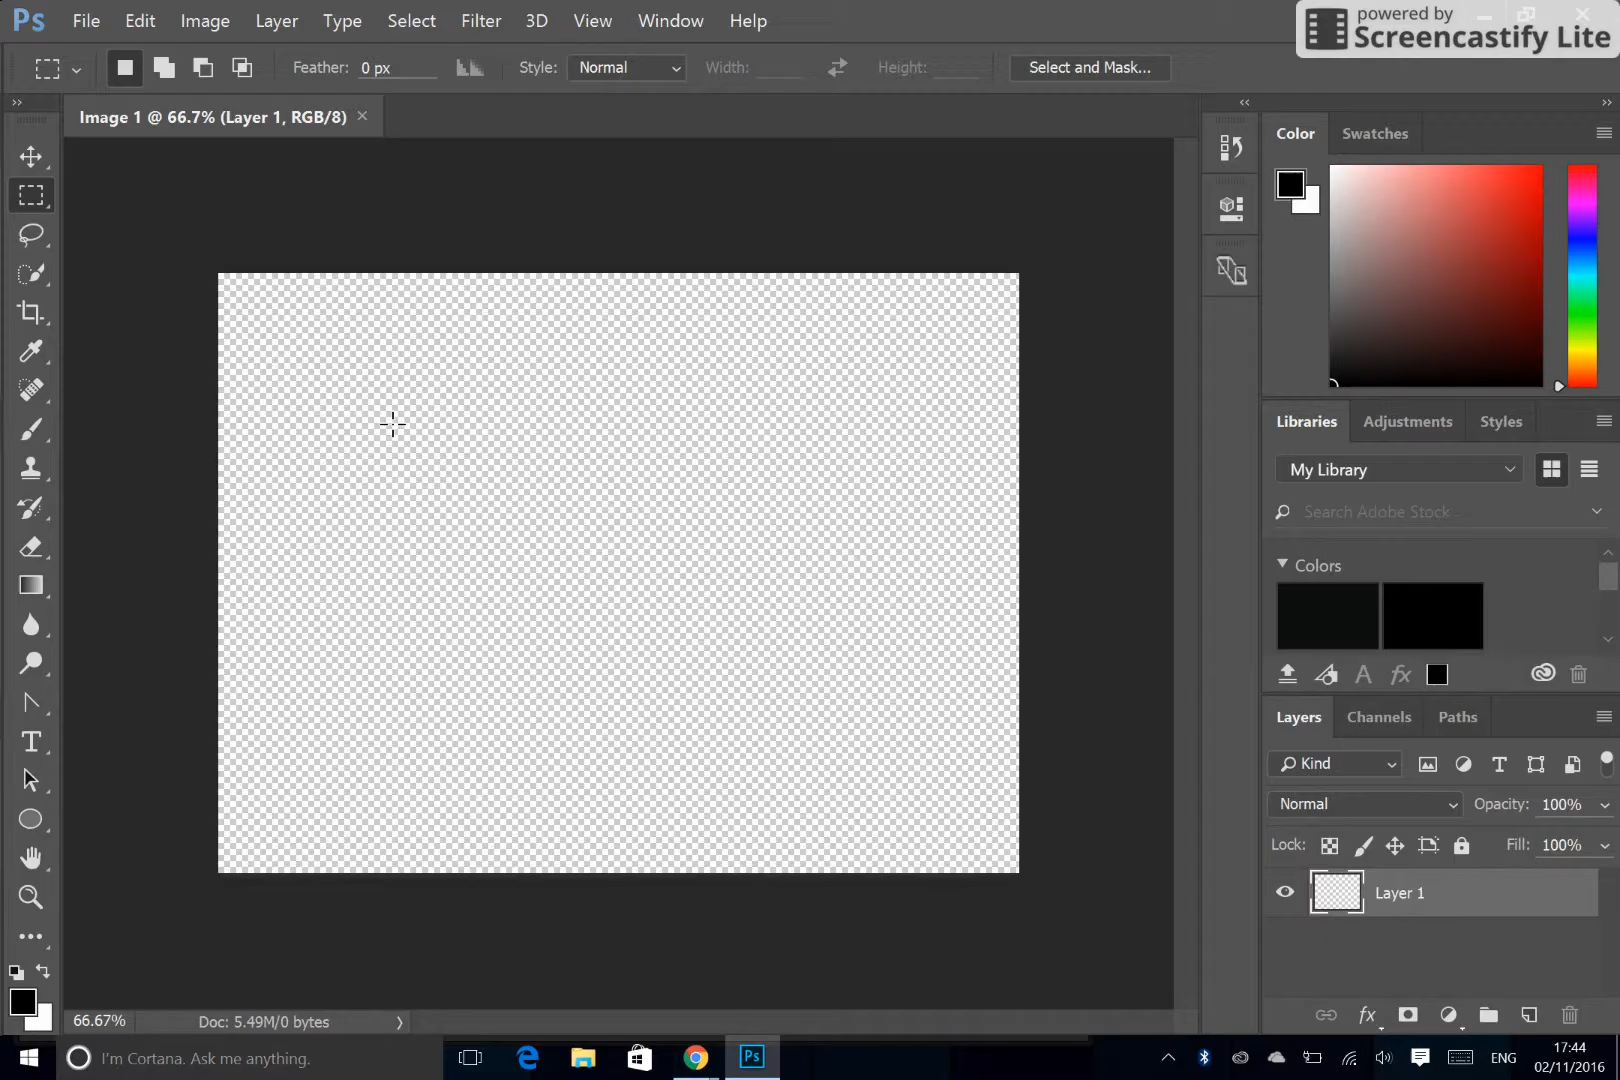 Ps File Edit Image Layer Type Select Filter 3D View Window Help
powered by
Screencastify Lite
Feather: 0 px Style: Normal Width: Height: Select and Mask...
Image 1 @ 66.7% (Layer 1, RGB/8)
Color Swatches
Libraries Adjustments Styles
My Library
Search Adobe Stock...
Colors
Layers Channels Paths
Kind
Normal Opacity: 100%
Lock: Fill: 100%
Layer 1
66.67% Doc: 5.49M/0 bytes
I'm Cortana. Ask me anything.
Ps
ENG
17:44
02/11/2016